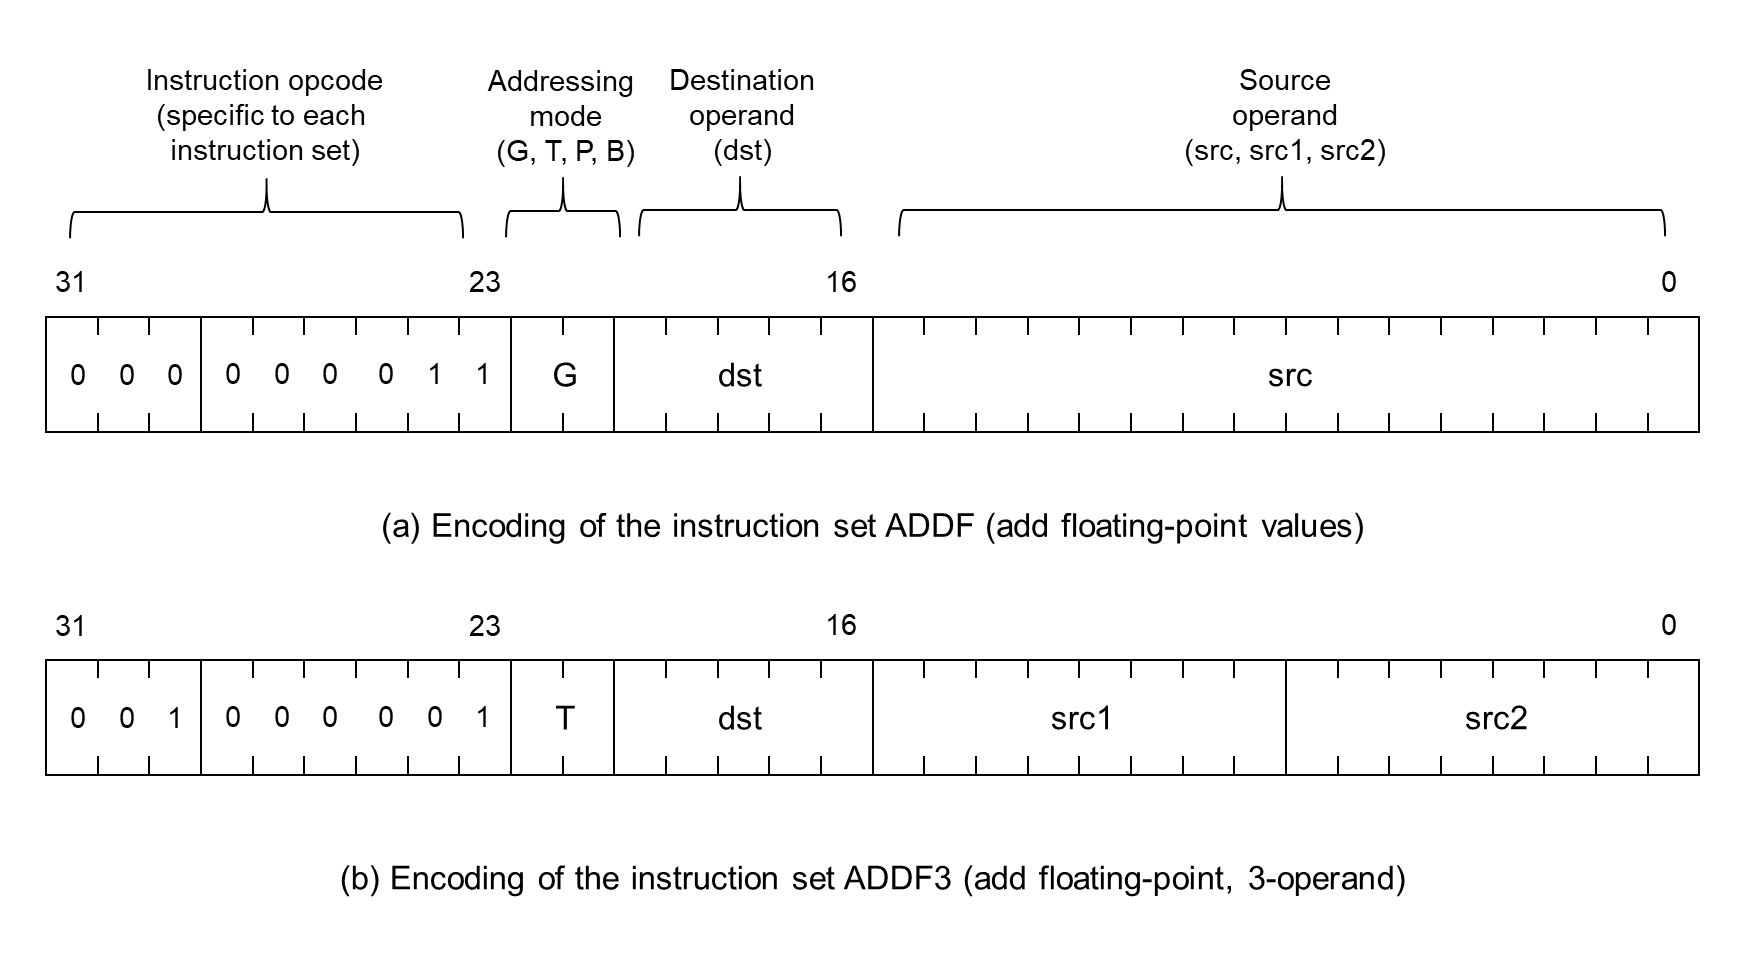 Instruction opcode
(specific to each
instruction set)
Addressing
mode
(G, T, P, B)
Destination
operand
(dst)
Source
operand
(src, src1, src2)
31 23 16 0
0 0 0 0 0 0 0 1 1 G dst src
(a) Encoding of the instruction set ADDF (add floating-point values)
31 23 16 0
0 0 1 0 0 0 0 0 1 T dst src1 src2
(b) Encoding of the instruction set ADDF3 (add floating-point, 3-operand)